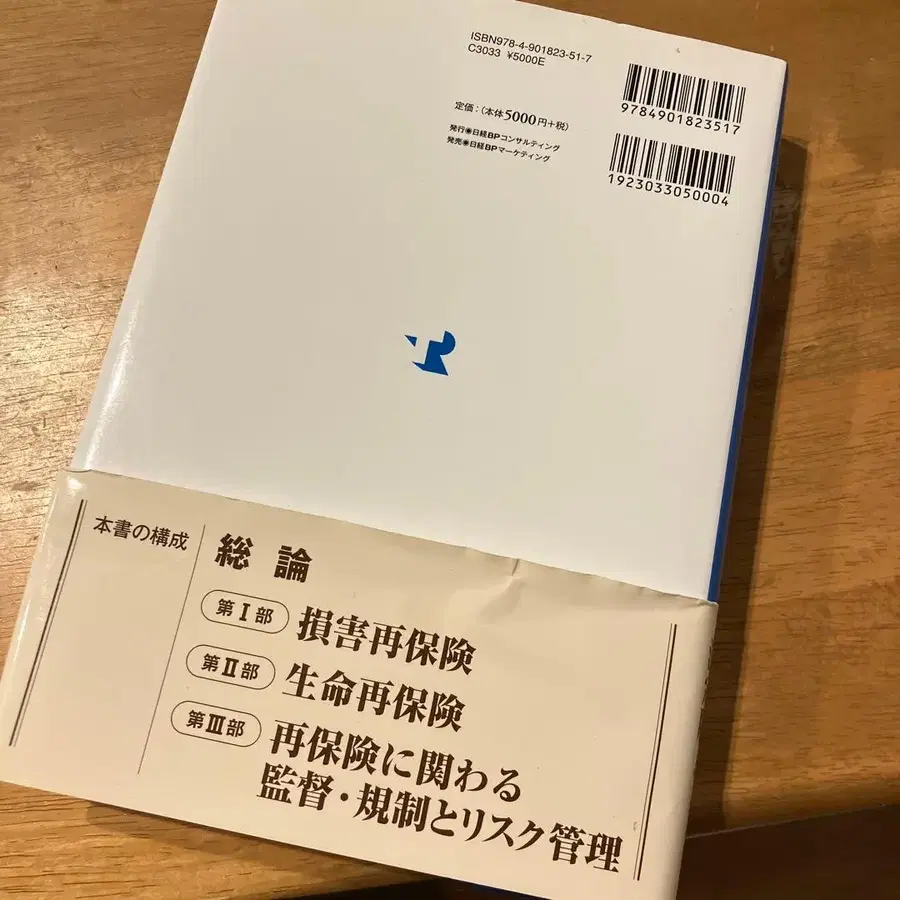 ISBN978-4-901823-51-7
C3033 ¥5000E
9784901823517
定価:(本体5000円+税)
発行◉日経BPコンサルティング
発売◉日経BPマーケティング
1923033050004
本書の構成
総論
第Ⅰ部 損害再保険
第Ⅱ部 生命再保険
第Ⅲ部 再保険に関わる
監督・規制とリスク管理